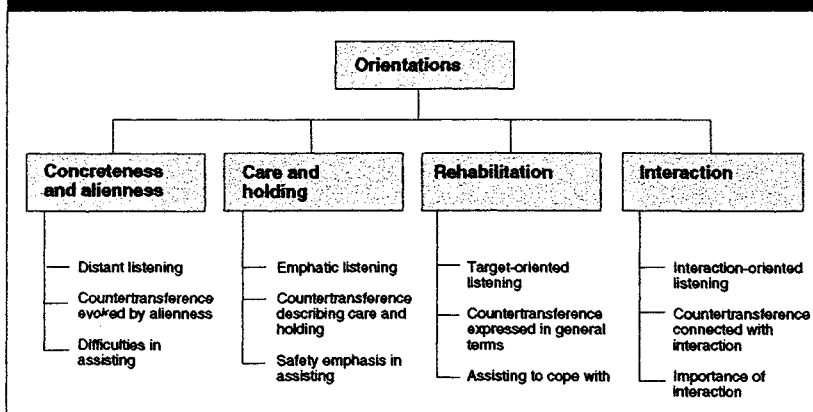 Orientations
Concreteness
and alienness
Distant listening
Countertransference
evoked by alienness
Difficulties in
assisting
Care and
holding
Emphatic listening
Countertransference
describing care and
holding
Safety emphasis in
assisting
Rehabilitation
Target-oriented
listening
Countertransference
expressed in general
terms
Assisting to cope with
Interaction
Interaction-oriented
listening
Countertransference
connected with
interaction
Importance of
interaction